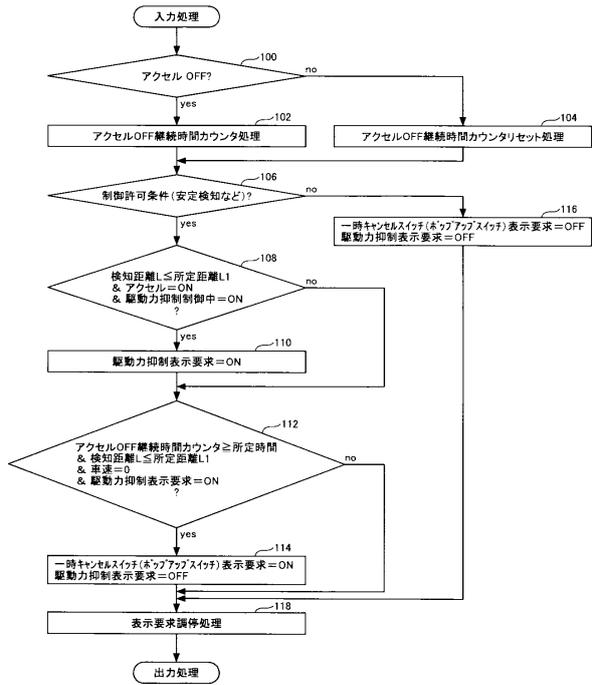 入力処理
100
アクセル OFF?
no
yes
102
アクセルOFF継続時間カウンタ処理
104
アクセルOFF継続時間カウンタリセット処理
106
制御許可条件(安定検知など)?
no
yes
116
一時ｷｬﾝｾﾙｽｲｯﾁ(ﾎﾟｯﾌﾟｱｯﾌﾟｽｲｯﾁ)表示要求=OFF
駆動力抑制表示要求=OFF
108
検知距離L≦所定距離L1
& アクセル=ON
& 駆動力抑制制御中=ON
?
no
yes
110
駆動力抑制表示要求=ON
112
アクセルOFF継続時間カウンタ≧所定時間
& 検知距離L≦所定距離L1
& 車速=0
& 駆動力抑制表示要求=ON
?
no
yes
114
一時ｷｬﾝｾﾙｽｲｯﾁ(ﾎﾟｯﾌﾟｱｯﾌﾟｽｲｯﾁ)表示要求=ON
駆動力抑制表示要求=OFF
118
表示要求調停処理
出力処理